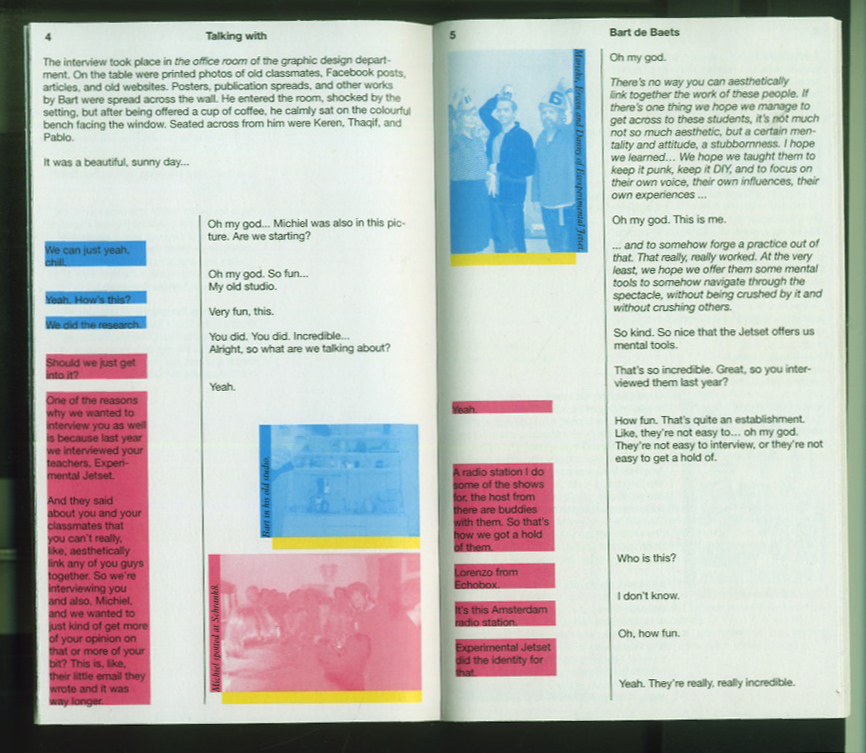 4
Talking with
The interview took place in the office room of the graphic design depart-
ment. On the table were printed photos of old classmates, Facebook posts,
articles, and old websites. Posters, publication spreads, and other works
by Bart were spread across the wall. He entered the room, shocked by the
setting, but after being offered a cup of coffee, he calmly sat on the colourful
bench facing the window. Seated across from him were Keren, Thaqif, and
Pablo.
It was a beautiful, sunny day...
Oh my god... Michiel was also in this pic-
ture. Are we starting?
We can just yeah,
chill.
Oh my god. So fun...
My old studio.
Yeah. How's this?
Very fun, this.
We did the research.
You did. You did. Incredible...
Alright, so what are we talking about?
Should we just get
into it?
Yeah.
One of the reasons
why we wanted to
interview you as well
is because last year
we interviewed your
teachers, Experi-
mental Jetset.
And they said
about you and your
classmates that
you can't really,
like, aesthetically
link any of you guys
together. So we're
interviewing you
and also, Michiel,
and we wanted to
just kind of get more
of your opinion on
that or more of your
bit? This is, like,
their little email they
wrote and it was
way longer.
Bart in his old studio
Michiel spotted at Schrank8.
5
Bart de Baets
Marieke, Erwin and Danny of Eexperimental Jetset
Oh my god.
There's no way you can aesthetically
link together the work of these people. If
there's one thing we hope we manage to
get across to these students, it's not much
not so much aesthetic, but a certain men-
tality and attitude, a stubbornness. I hope
we learned... We hope we taught them to
keep it punk, keep it DIY, and to focus on
their own voice, their own influences, their
own experiences ...
Oh my god. This is me.
... and to somehow forge a practice out of
that. That really, really worked. At the very
least, we hope we offer them some mental
tools to somehow navigate through the
spectacle, without being crushed by it and
without crushing others.
So kind. So nice that the Jetset offers us
mental tools.
That's so incredible. Great, so you inter-
viewed them last year?
Yeah.
How fun. That's quite an establishment.
Like, they're not easy to... oh my god.
They're not easy to interview, or they're not
easy to get a hold of.
A radio station I do
some of the shows
for, the host from
there are buddies
with them. So that's
how we got a hold
of them.
Who is this?
Lorenzo from
Echobox.
I don't know.
It's this Amsterdam
radio station.
Oh, how fun.
Experimental Jetset
did the identity for
that.
Yeah. They're really, really incredible.